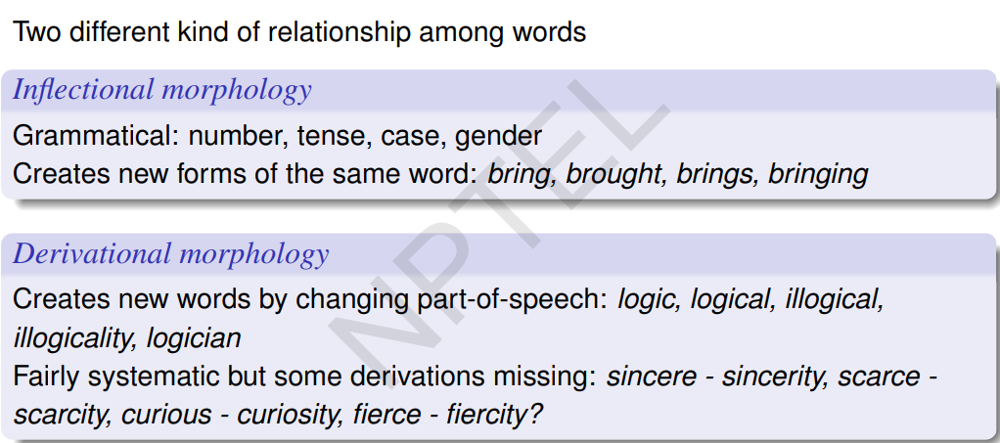 Two different kind of relationship among words
Inflectional morphology
Grammatical: number, tense, case, gender
Creates new forms of the same word: bring, brought, brings, bringing
Derivational morphology
Creates new words by changing part-of-speech: logic, logical, illogical,
illogicality, logician
Fairly systematic but some derivations missing: sincere - sincerity, scarce -
scarcity, curious - curiosity, fierce - fiercity?
NPTEL